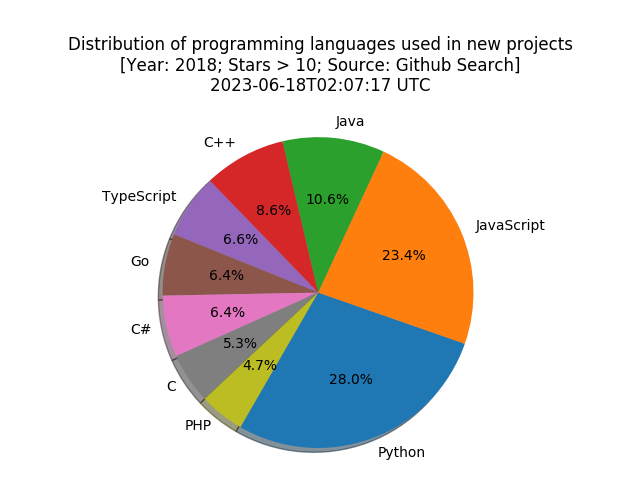 Distribution of programming languages used in new projects
[Year: 2018; Stars > 10; Source: Github Search]
2023-06-18T02:07:17 UTC
Java
C++
TypeScript
JavaScript
10.6%
8.6%
6.6%
23.4%
Go
6.4%
C#
6.4%
5.3%
C
4.7%
28.0%
PHP
Python